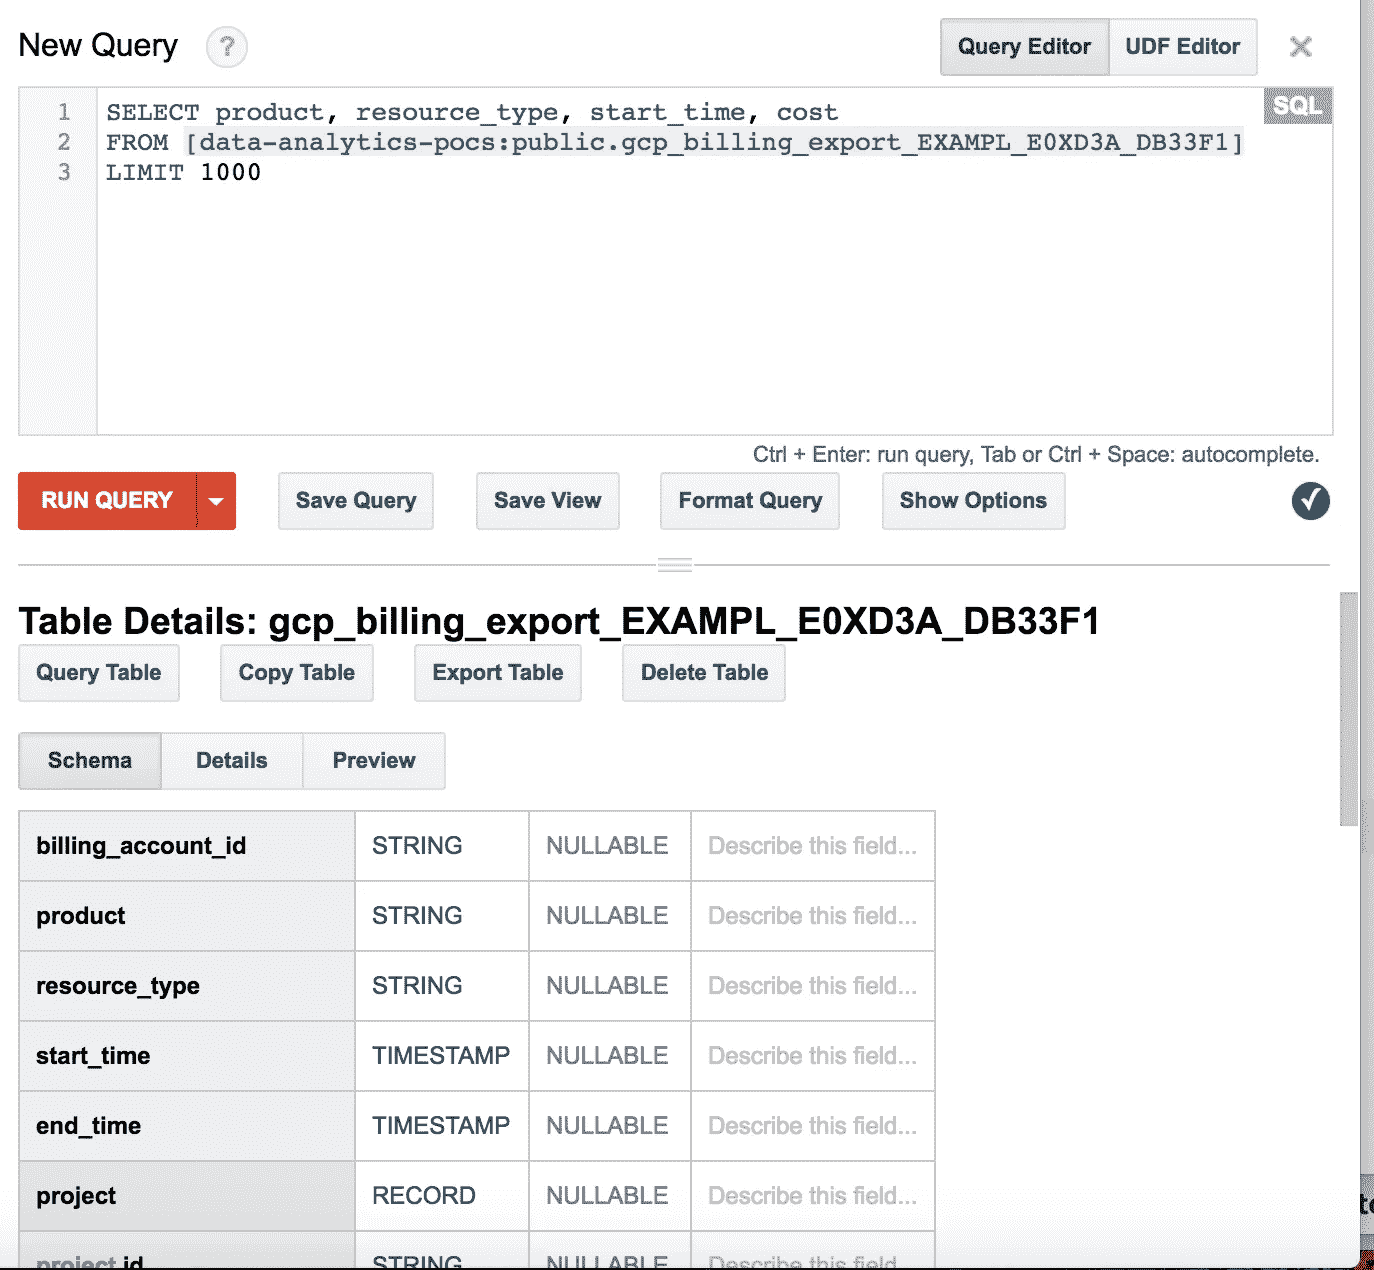 New Query ? Query Editor UDF Editor ×
SQL
1 SELECT product, resource_type, start_time, cost
2 FROM [data-analytics-pocs:public.gcp_billing_export_EXAMPL_E0XD3A_DB33F1]
3 LIMIT 1000
Ctrl + Enter: run query, Tab or Ctrl + Space: autocomplete.
RUN QUERY Save Query Save View Format Query Show Options
Table Details: gcp_billing_export_EXAMPL_E0XD3A_DB33F1
Query Table Copy Table Export Table Delete Table
Schema Details Preview
billing_account_id STRING NULLABLE Describe this field...
product STRING NULLABLE Describe this field...
resource_type STRING NULLABLE Describe this field...
start_time TIMESTAMP NULLABLE Describe this field...
end_time TIMESTAMP NULLABLE Describe this field...
project RECORD NULLABLE Describe this field...
project.id STRING NULLABLE Describe this field